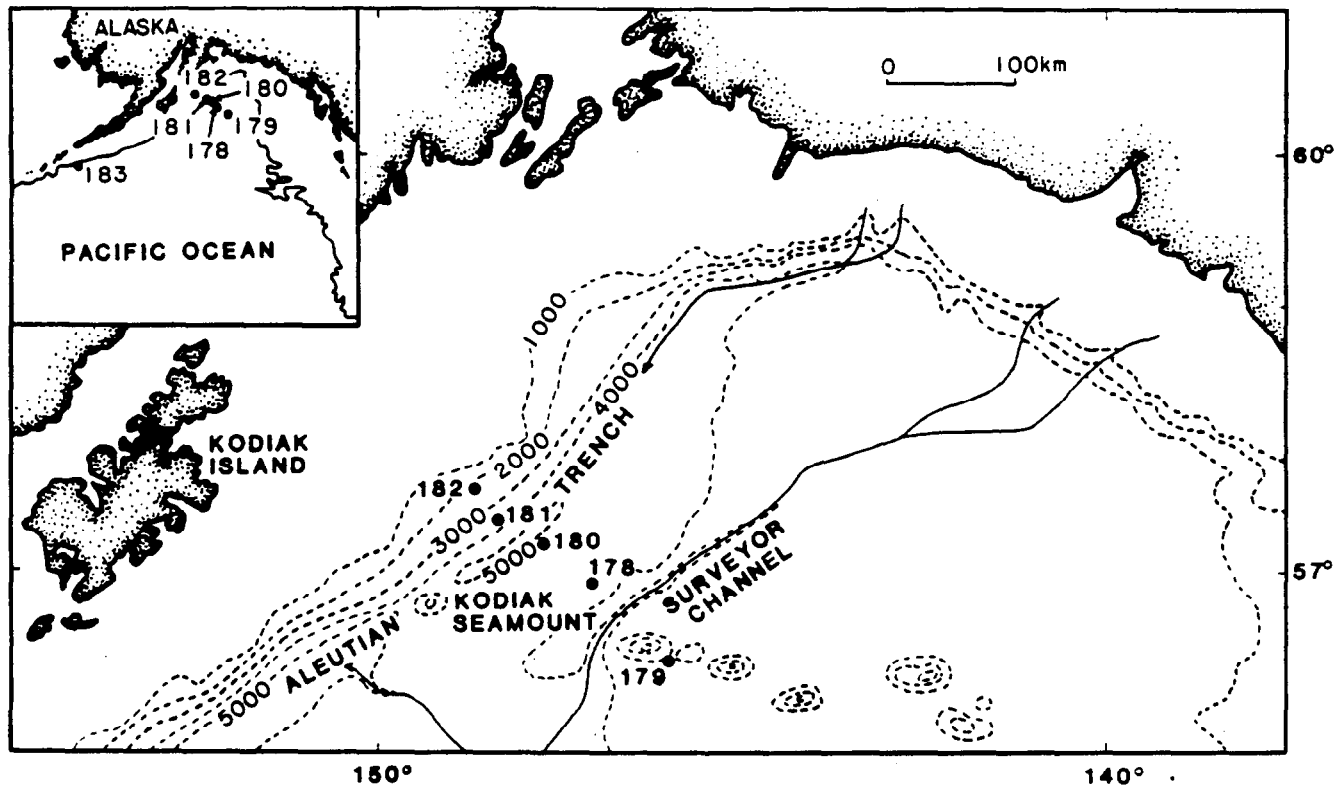 ALASKA
182
180
181
179
178
183
PACIFIC OCEAN
0 100km
60°
1000
4000
KODIAK
ISLAND
2000
TRENCH
182
181
3000
180
5000
178
57°
SURVEYOR
CHANNEL
KODIAK
SEAMOUNT
179
ALEUTIAN
5000
150°
140°